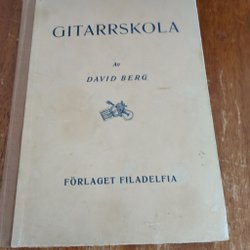 GITARRSKOLA
Av
DAVID BERG
FÖRLAGET FILADELFIA